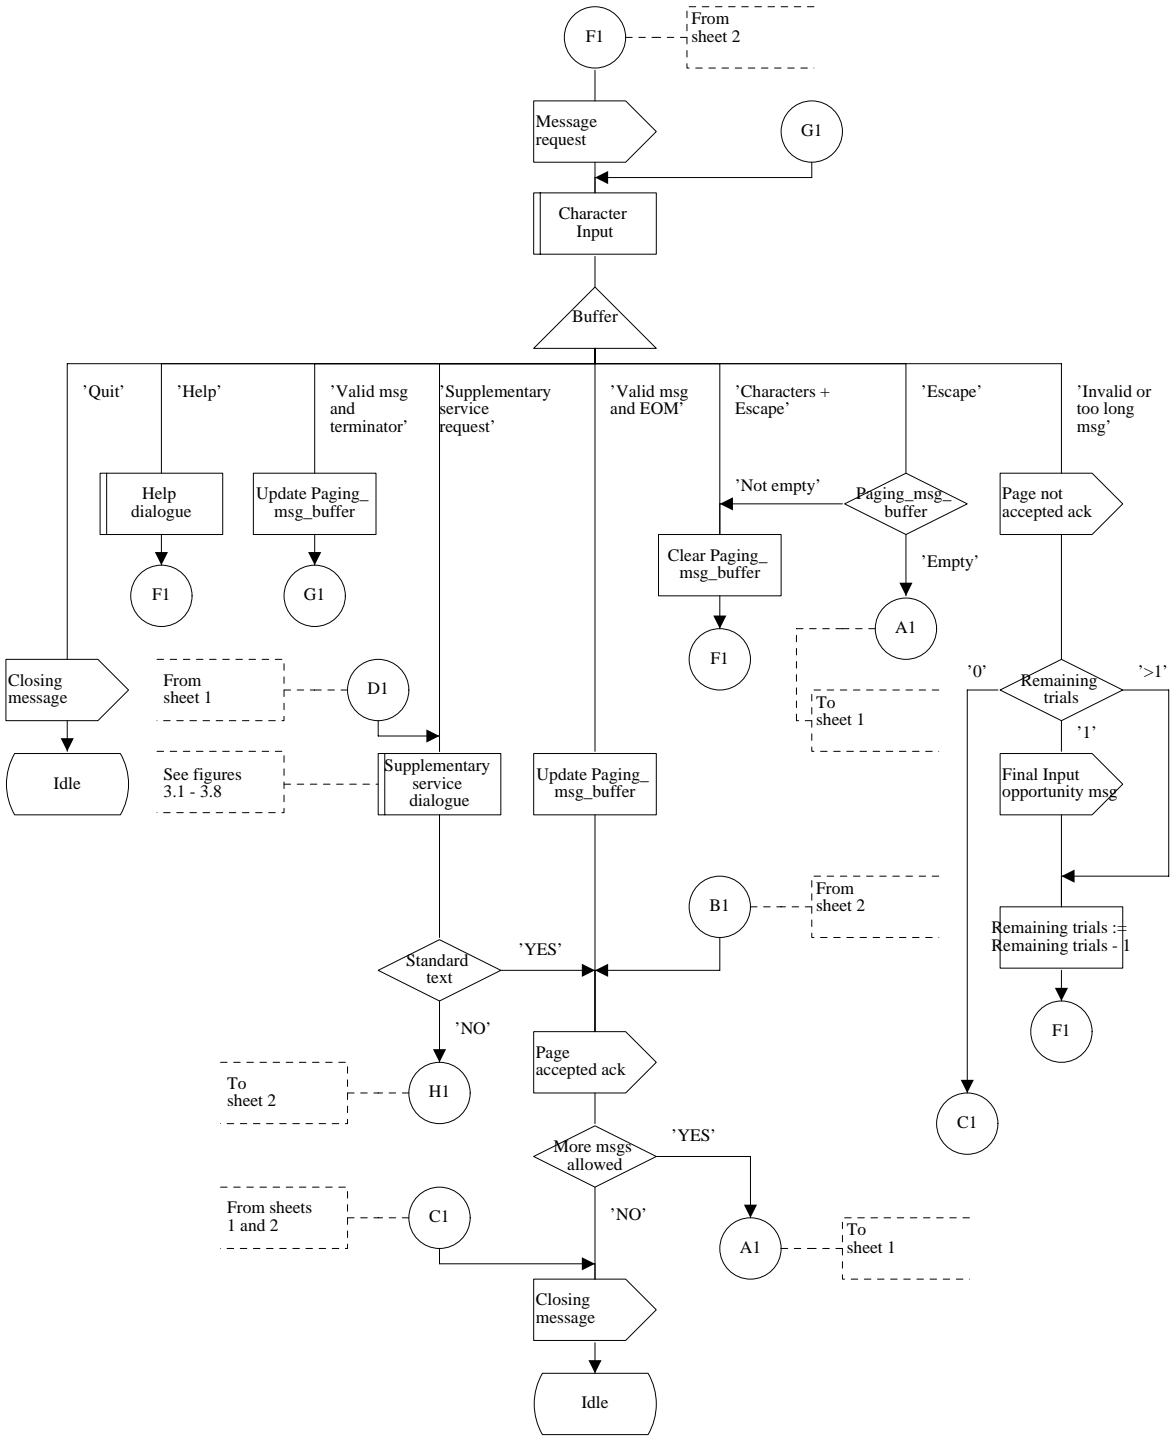 F1
From
sheet 2
Message
request
G1
Character
Input
Buffer
’Quit’
’Help’
’Valid msg
and
terminator’
’Supplementary
service
request’
’Valid msg
and EOM’
’Characters +
Escape’
’Escape’
’Invalid or
too long
msg’
Help
dialogue
Update Paging_
msg_buffer
’Not empty’
Paging_msg_
buffer
Page not
accepted ack
Clear Paging_
msg_buffer
’Empty’
F1
G1
F1
A1
Closing
message
From
sheet 1
D1
To
sheet 1
’0’
Remaining
trials
’>1’
’1’
Idle
See figures
3.1 - 3.8
Supplementary
service
dialogue
Update Paging_
msg_buffer
Final Input
opportunity msg
B1
From
sheet 2
Remaining trials :=
Remaining trials - 1
Standard
text
’YES’
’NO’
F1
To
sheet 2
H1
Page
accepted ack
C1
More msgs
allowed
’YES’
’NO’
From sheets
1 and 2
C1
A1
To
sheet 1
Closing
message
Idle